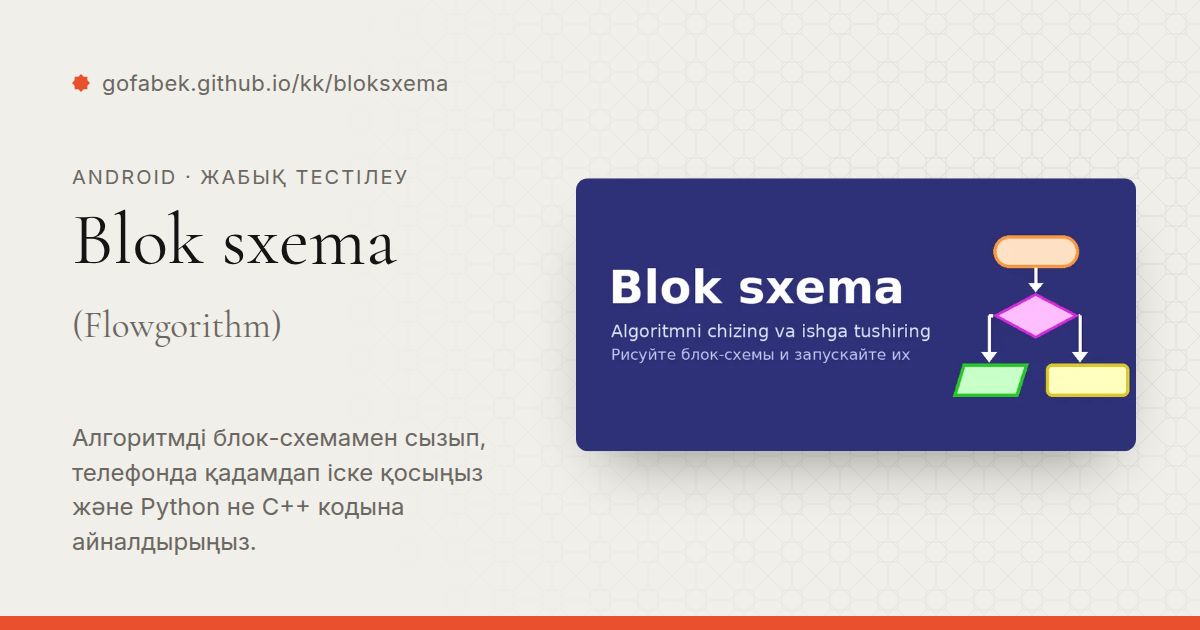 gofabek.github.io/kk/bloksxema
ANDROID · ЖАБЫҚ ТЕСТІЛЕУ
Blok sxema
(Flowgorithm)
Алгоритмді блок-схемамен сызып,
телефонда қадамдап іске қосыңыз
және Python не C++ кодына
айналдырыңыз.
Blok sxema
Algoritmni chizing va ishga tushiring
Рисуйте блок-схемы и запускайте их